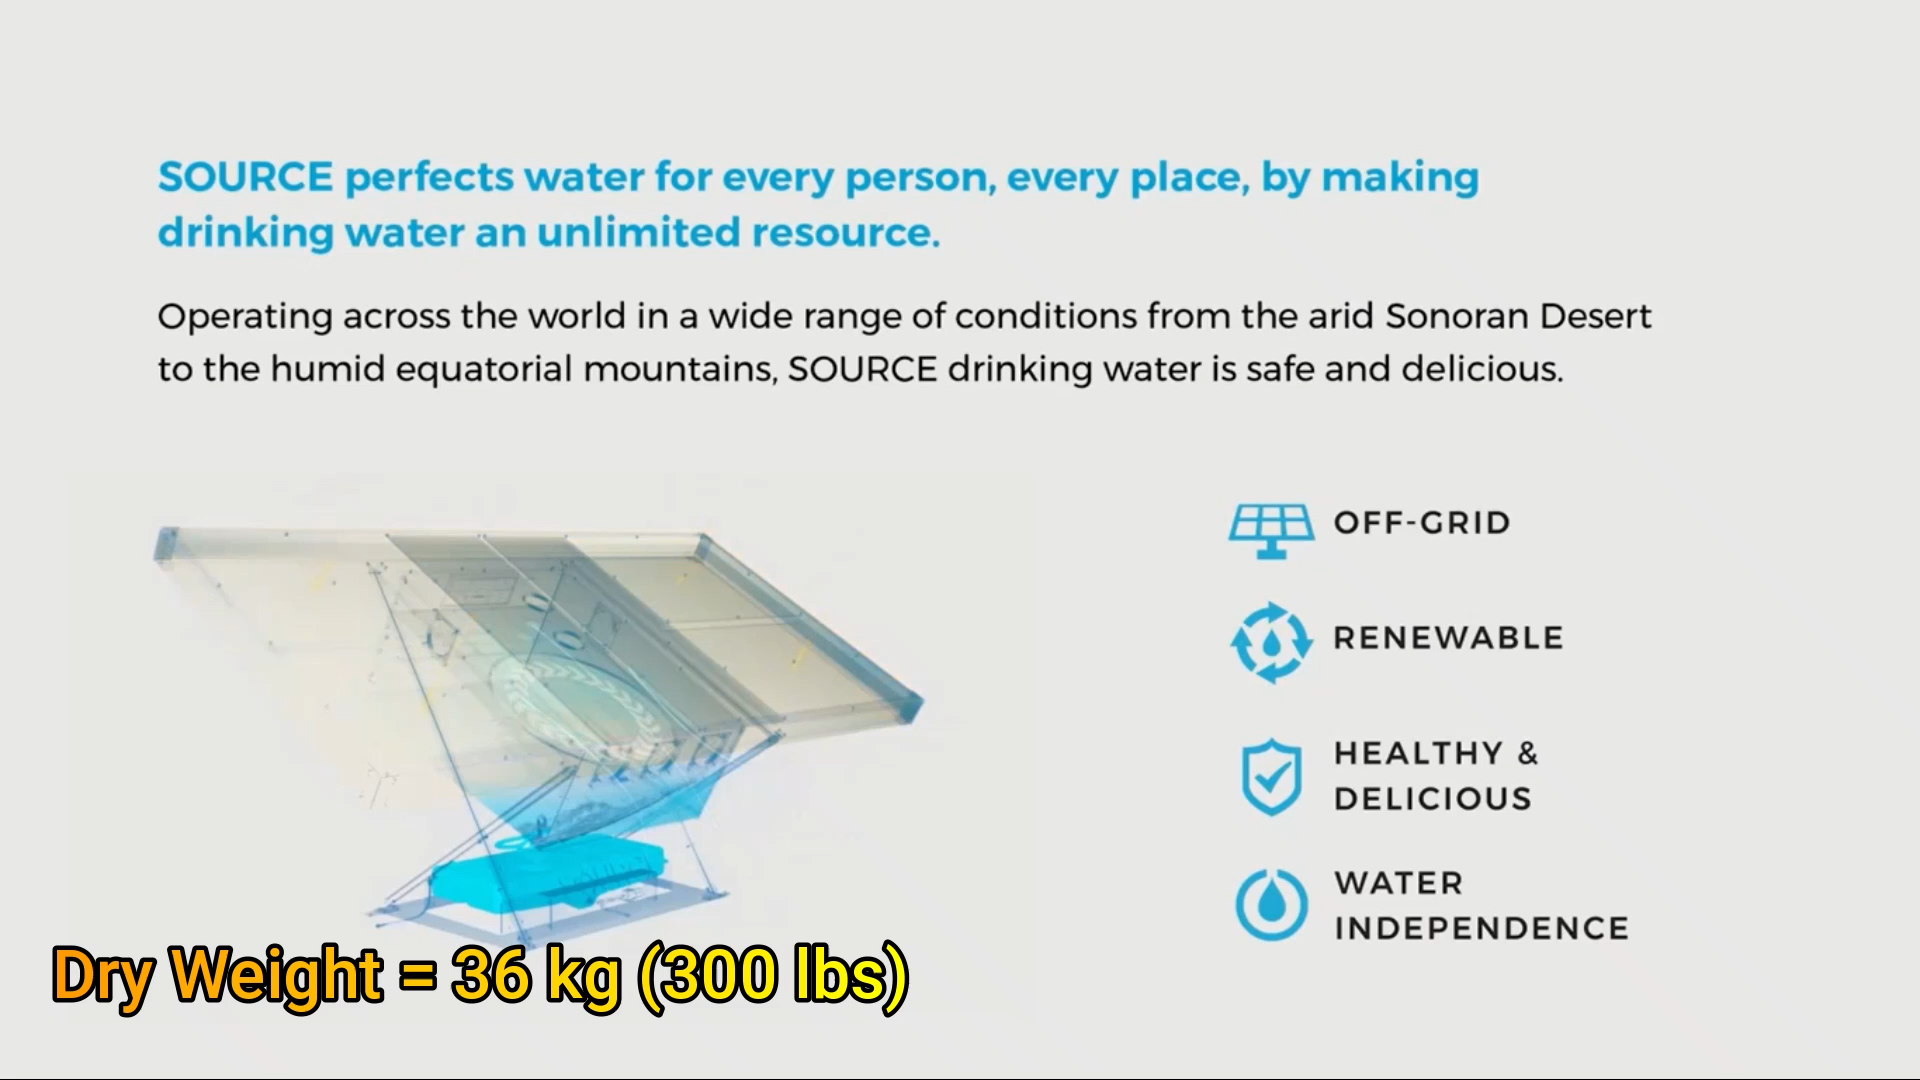 SOURCE perfects water for every person, every place, by making
drinking water an unlimited resource.
Operating across the world in a wide range of conditions from the arid Sonoran Desert
to the humid equatorial mountains, SOURCE drinking water is safe and delicious.
OFF-GRID
RENEWABLE
HEALTHY &
DELICIOUS
WATER
INDEPENDENCE
Dry Weight = 36 kg (300 lbs)